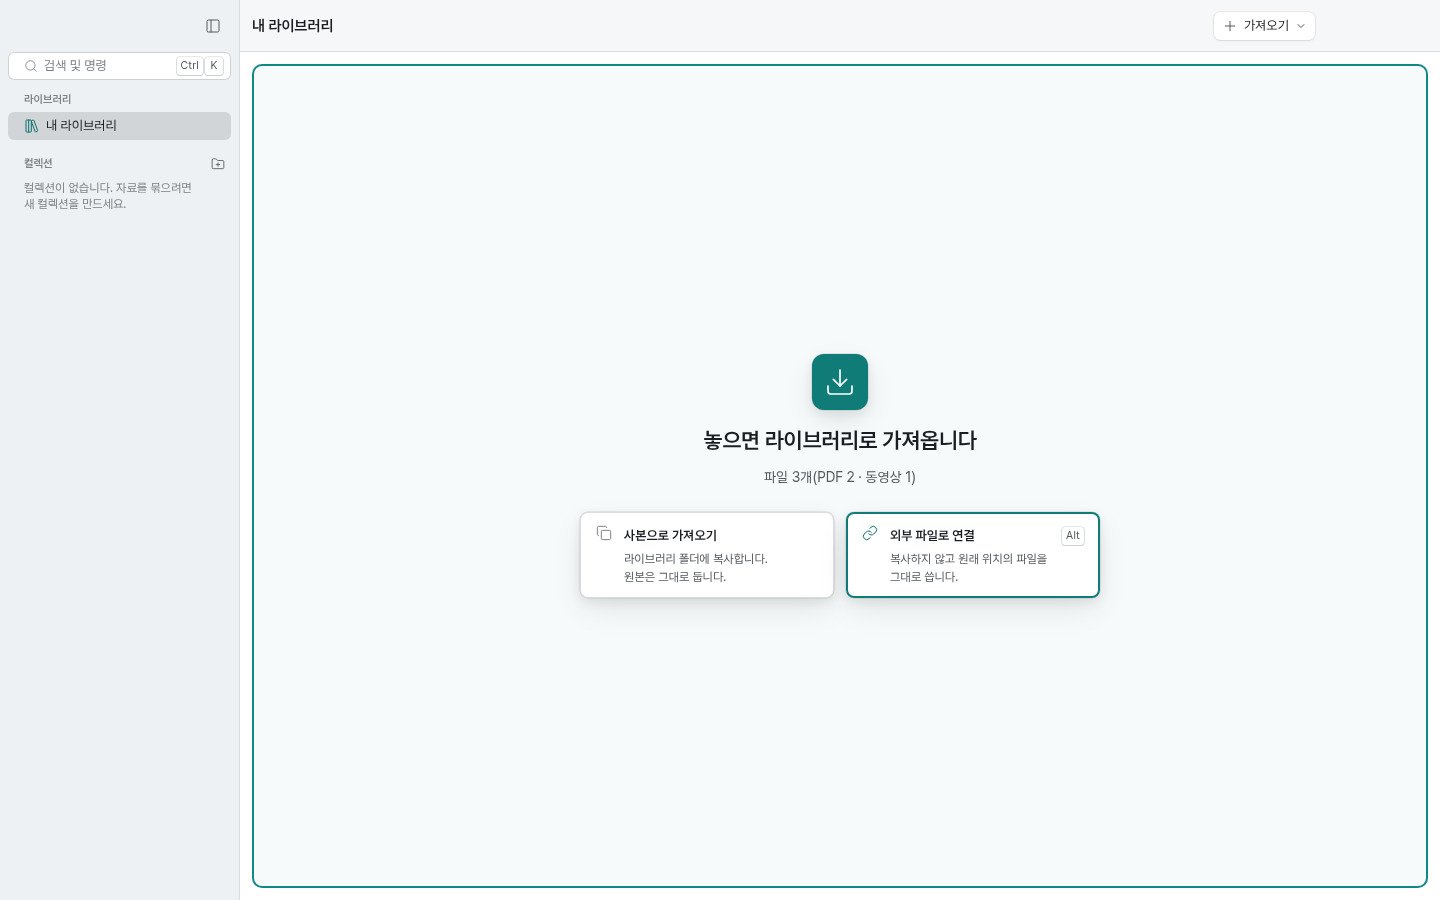 내 라이브러리
가져오기
검색 및 명령 Ctrl K
라이브러리
내 라이브러리
컬렉션
컬렉션이 없습니다. 자료를 묶으려면
새 컬렉션을 만드세요.
놓으면 라이브러리로 가져옵니다
파일 3개(PDF 2 · 동영상 1)
사본으로 가져오기
라이브러리 폴더에 복사합니다.
원본은 그대로 둡니다.
외부 파일로 연결 Alt
복사하지 않고 원래 위치의 파일을
그대로 씁니다.